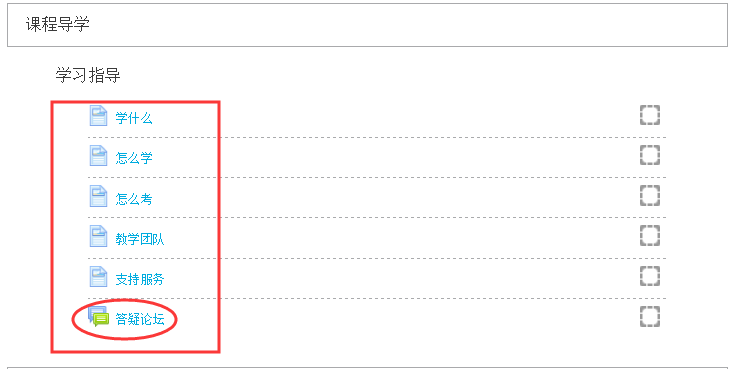 课程导学
学习指导
学什么
怎么学
怎么考
教学团队
支持服务
答疑论坛